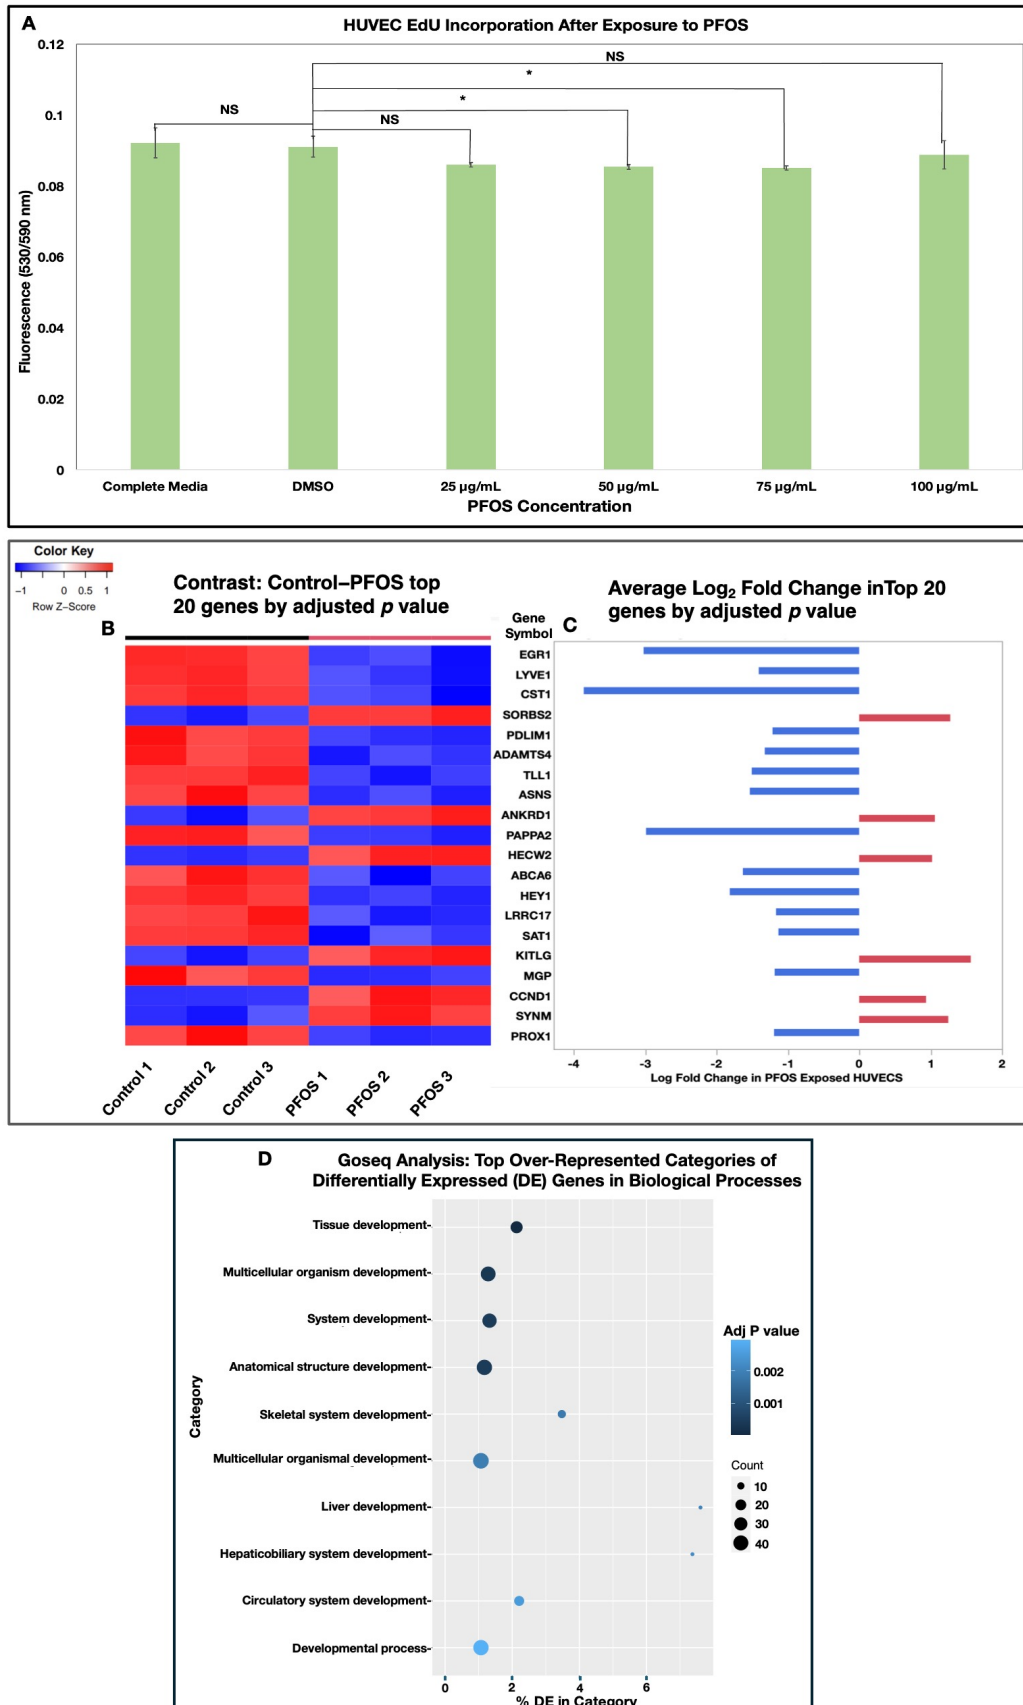 A
HUVEC EdU Incorporation After Exposure to PFOS
0.12
0.1
0.08
0.06
0.04
0.02
0
Fluorescence (530/590 nm)
NS
*
*
NS
NS
Complete Media
DMSO
25 µg/mL
50 µg/mL
75 µg/mL
100 µg/mL
PFOS Concentration
Color Key
−1 0 0.5 1
Row Z−Score
B
Contrast: Control–PFOS top
20 genes by adjusted p value
Gene
Symbol
C
Average Log₂ Fold Change inTop 20
genes by adjusted p value
EGR1
LYVE1
CST1
SORBS2
PDLIM1
ADAMTS4
TLL1
ASNS
ANKRD1
PAPPA2
HECW2
ABCA6
HEY1
LRRC17
SAT1
KITLG
MGP
CCND1
SYNM
PROX1
Control 1
Control 2
Control 3
PFOS 1
PFOS 2
PFOS 3
−4 -3 -2 -1 0 1 2
Log Fold Change in PFOS Exposed HUVECS
D
Goseq Analysis: Top Over-Represented Categories of
Differentially Expressed (DE) Genes in Biological Processes
Category
Tissue development
Multicellular organism development
System development
Anatomical structure development
Skeletal system development
Multicellular organismal development
Liver development
Hepaticobiliary system development
Circulatory system development
Developmental process
0 2 4 6
% DE in Category
Adj P value
0.002
0.001
Count
10
20
30
40